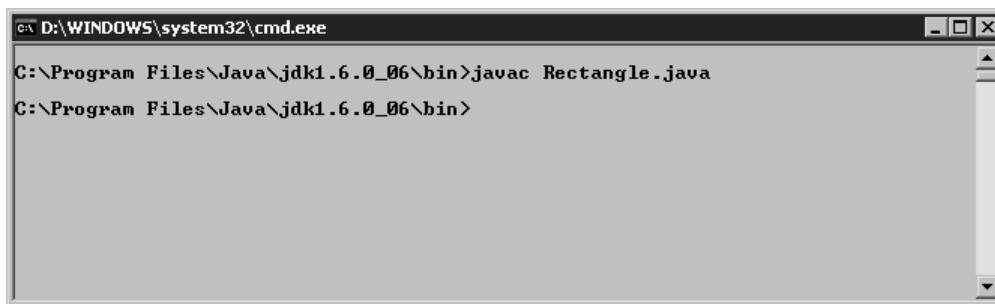 D:\WINDOWS\system32\cmd.exe
C:\Program Files\Java\jdk1.6.0_06\bin>javac Rectangle.java
C:\Program Files\Java\jdk1.6.0_06\bin>